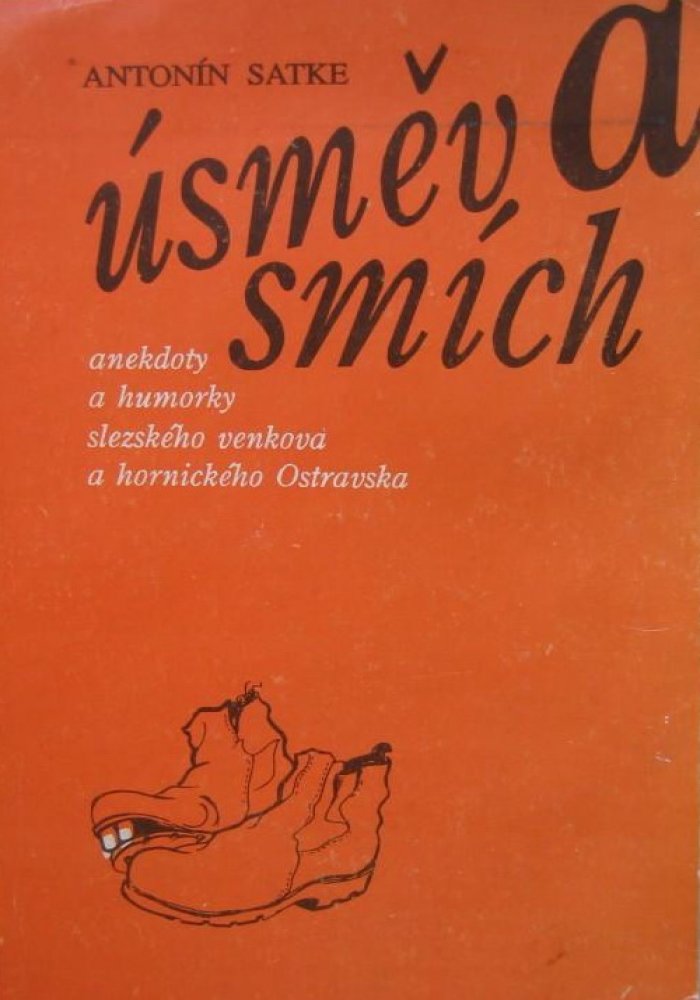 ANTONÍN SATKE
úsměv a
smích
anekdoty
a humorky
slezského venkova
a hornického Ostravska